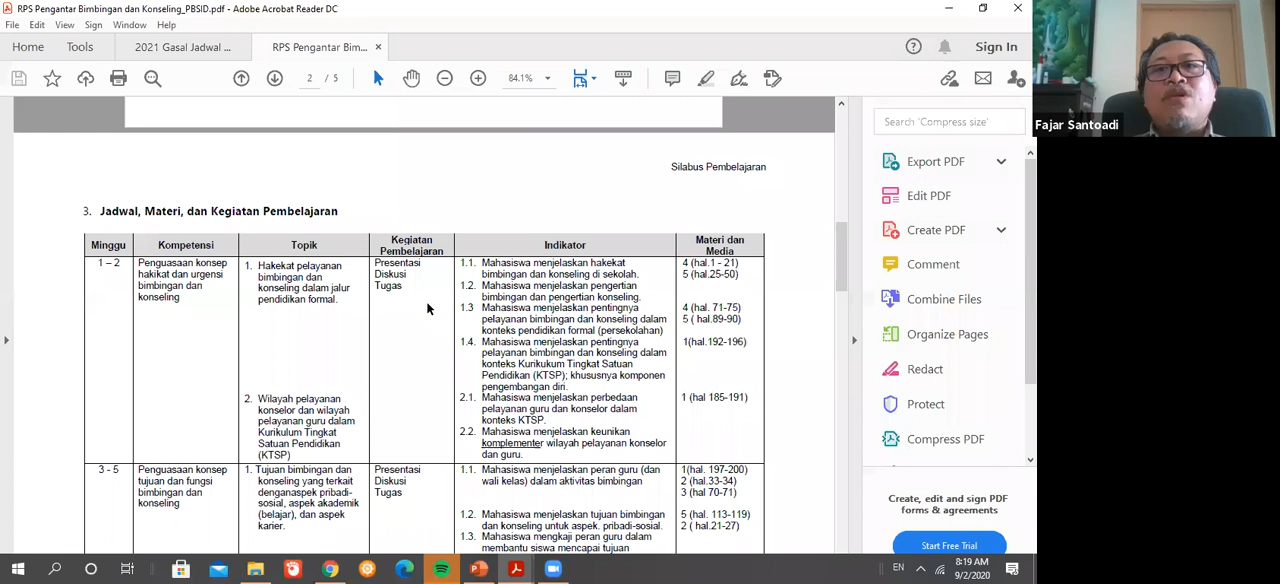 RPS Pengantar Bimbingan dan Konseling_PBSID.pdf - Adobe Acrobat Reader DC
File Edit View Sign Window Help
Home Tools 2021 Gasal Jadwal ... RPS Pengantar Bim... × Sign In
2 / 5 84.1%
Fajar Santoadi
Silabus Pembelajaran
3. Jadwal, Materi, dan Kegiatan Pembelajaran
Minggu
Kompetensi
Topik
Kegiatan
Pembelajaran
Indikator
Materi dan
Media
1 – 2
Penguasaan konsep
hakikat dan urgensi
bimbingan dan
konseling
1. Hakekat pelayanan
bimbingan dan
konseling dalam jalur
pendidikan formal.
2. Wilayah pelayanan
konselor dan wilayah
pelayanan guru dalam
Kurikulum Tingkat
Satuan Pendidikan
(KTSP)
Presentasi
Diskusi
Tugas
1.1. Mahasiswa menjelaskan hakekat
bimbingan dan konseling di sekolah.
1.2. Mahasiswa menjelaskan pengertian
bimbingan dan pengertian konseling.
1.3 Mahasiswa menjelaskan pentingnya
pelayanan bimbingan dan konseling dalam
konteks pendidikan formal (persekolahan)
1.4. Mahasiswa menjelaskan pentingnya
pelayanan bimbingan dan konseling dalam
konteks Kurikukum Tingkat Satuan
Pendidikan (KTSP); khususnya komponen
pengembangan diri.
2.1. Mahasiswa menjelaskan perbedaan
pelayanan guru dan konselor dalam
konteks KTSP.
2.2. Mahasiswa menjelaskan keunikan
komplementer wilayah pelayanan konselor
dan guru.
4 (hal.1 - 21)
5 (hal.25-50)
4 (hal. 71-75)
5 ( hal.89-90)
1(hal.192-196)
1 (hal 185-191)
3 - 5
Penguasaan konsep
tujuan dan fungsi
bimbingan dan
konseling
1. Tujuan bimbingan dan
konseling yang terkait
denganaspek pribadi-
sosial, aspek akademik
(belajar), dan aspek
karier.
Presentasi
Diskusi
Tugas
1.1. Mahasiswa menjelaskan peran guru (dan
wali kelas) dalam aktivitas bimbingan
1.2. Mahasiswa menjelaskan tujuan bimbingan
dan konseling untuk aspek. pribadi-sosial.
1.3. Mahasiswa mengkaji peran guru dalam
membantu siswa mencapai tujuan
1(hal. 197-200)
2 (hal.33-34)
3 (hal 70-71)
5 (hal. 113-119)
2 ( hal.21-27)
Search 'Compress size'
Export PDF
Edit PDF
Create PDF
Comment
Combine Files
Organize Pages
Redact
Protect
Compress PDF
Create, edit and sign PDF
forms & agreements
Start Free Trial
EN
8:19 AM
9/2/2020